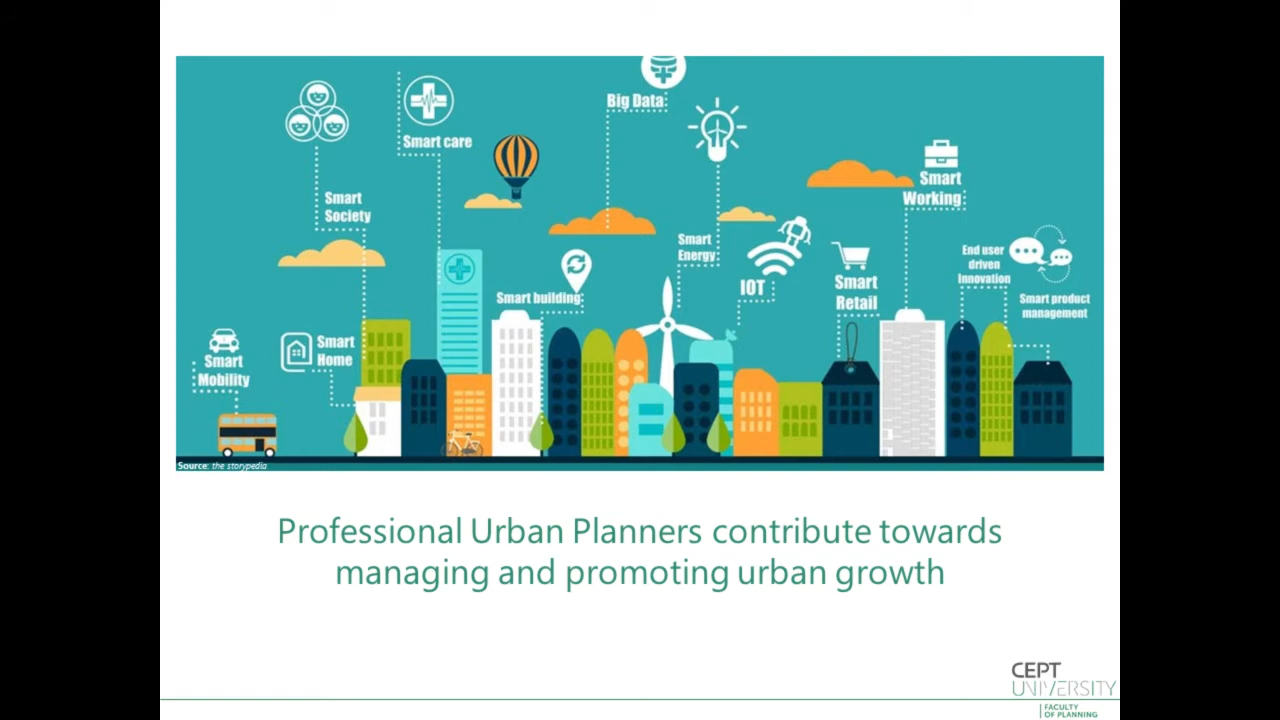 Big Data
Smart care
Smart
Society
Smart
Working
Smart
Energy
End user
driven
Innovation
IOT
Smart
Retail
Smart building
Smart product
management
Smart
Home
Smart
Mobility
Source: the storypedia
Professional Urban Planners contribute towards
managing and promoting urban growth
CEPT
UNIVERSITY
FACULTY
OF PLANNING